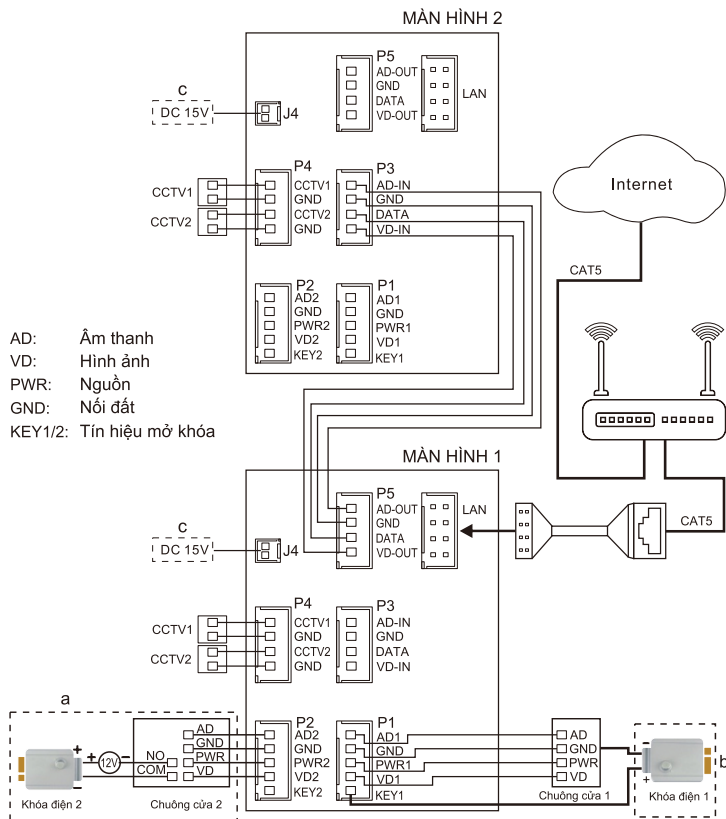 MÀN HÌNH 2
P5
AD-OUT
GND
DATA
VD-OUT
LAN
c
DC 15V
J4
P4
CCTV1
GND
CCTV2
GND
P3
AD-IN
GND
DATA
VD-IN
CCTV1
CCTV2
P2
AD2
GND
PWR2
VD2
KEY2
P1
AD1
GND
PWR1
VD1
KEY1
Internet
CAT5
AD: Âm thanh
VD: Hình ảnh
PWR: Nguồn
GND: Nối đất
KEY1/2: Tín hiệu mở khóa
MÀN HÌNH 1
P5
AD-OUT
GND
DATA
VD-OUT
LAN
CAT5
c
DC 15V
J4
P4
CCTV1
GND
CCTV2
GND
P3
AD-IN
GND
DATA
VD-IN
CCTV1
CCTV2
a
+
-
+ 12V -
NO
COM
AD
GND
PWR
VD
Khóa điện 2
Chuông cửa 2
P2
AD2
GND
PWR2
VD2
KEY2
P1
AD1
GND
PWR1
VD1
KEY1
AD
GND
PWR
VD
Chuông cửa 1
-
+
Khóa điện 1
b